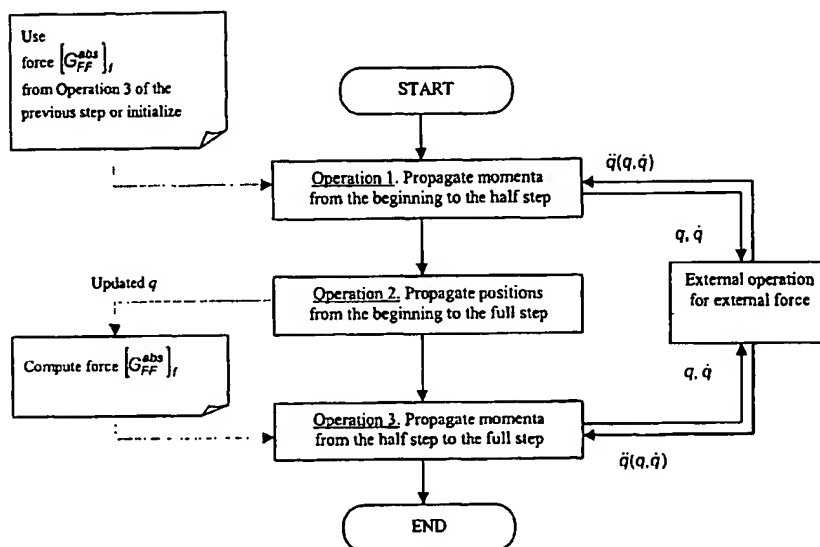 Use
force [G_FF^abs]_f
from Operation 3 of the
previous step or initialize
START
Operation 1. Propagate momenta
from the beginning to the half step
q̈(q,q̇)
q, q̇
External operation
for external force
Updated q
Operation 2. Propagate positions
from the beginning to the full step
Compute force [G_FF^abs]_f
q, q̇
Operation 3. Propagate momenta
from the half step to the full step
q̈(q,q̇)
END